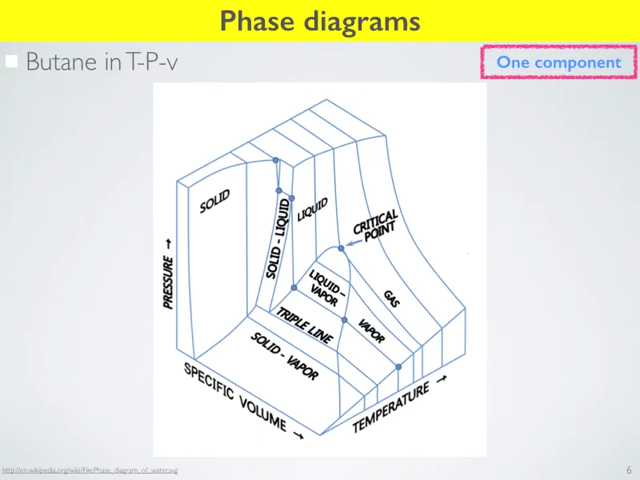 Phase diagrams
Butane in T-P-v
One component
SOLID
SOLID - LIQUID
LIQUID
CRITICAL
POINT
PRESSURE →
LIQUID-
VAPOR
GAS
TRIPLE LINE
VAPOR
SOLID - VAPOR
SPECIFIC VOLUME →
TEMPERATURE →
http://en.wikipedia.org/wiki/File:Phase_diagram_of_water.svg
6